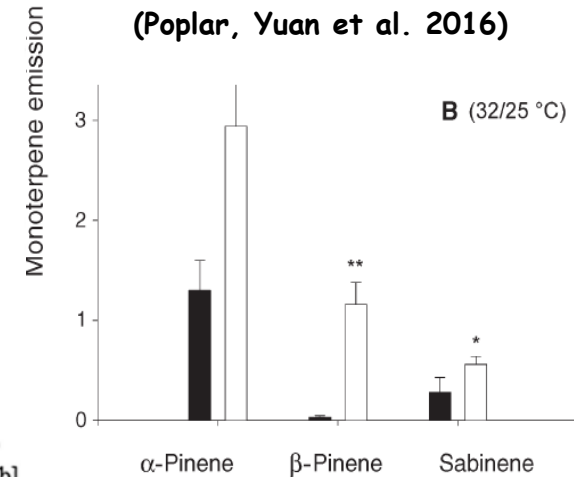 (Poplar, Yuan et al. 2016)
Monoterpene emission
B (32/25 °C)
3
2
1
0
**
*
α-Pinene β-Pinene Sabinene